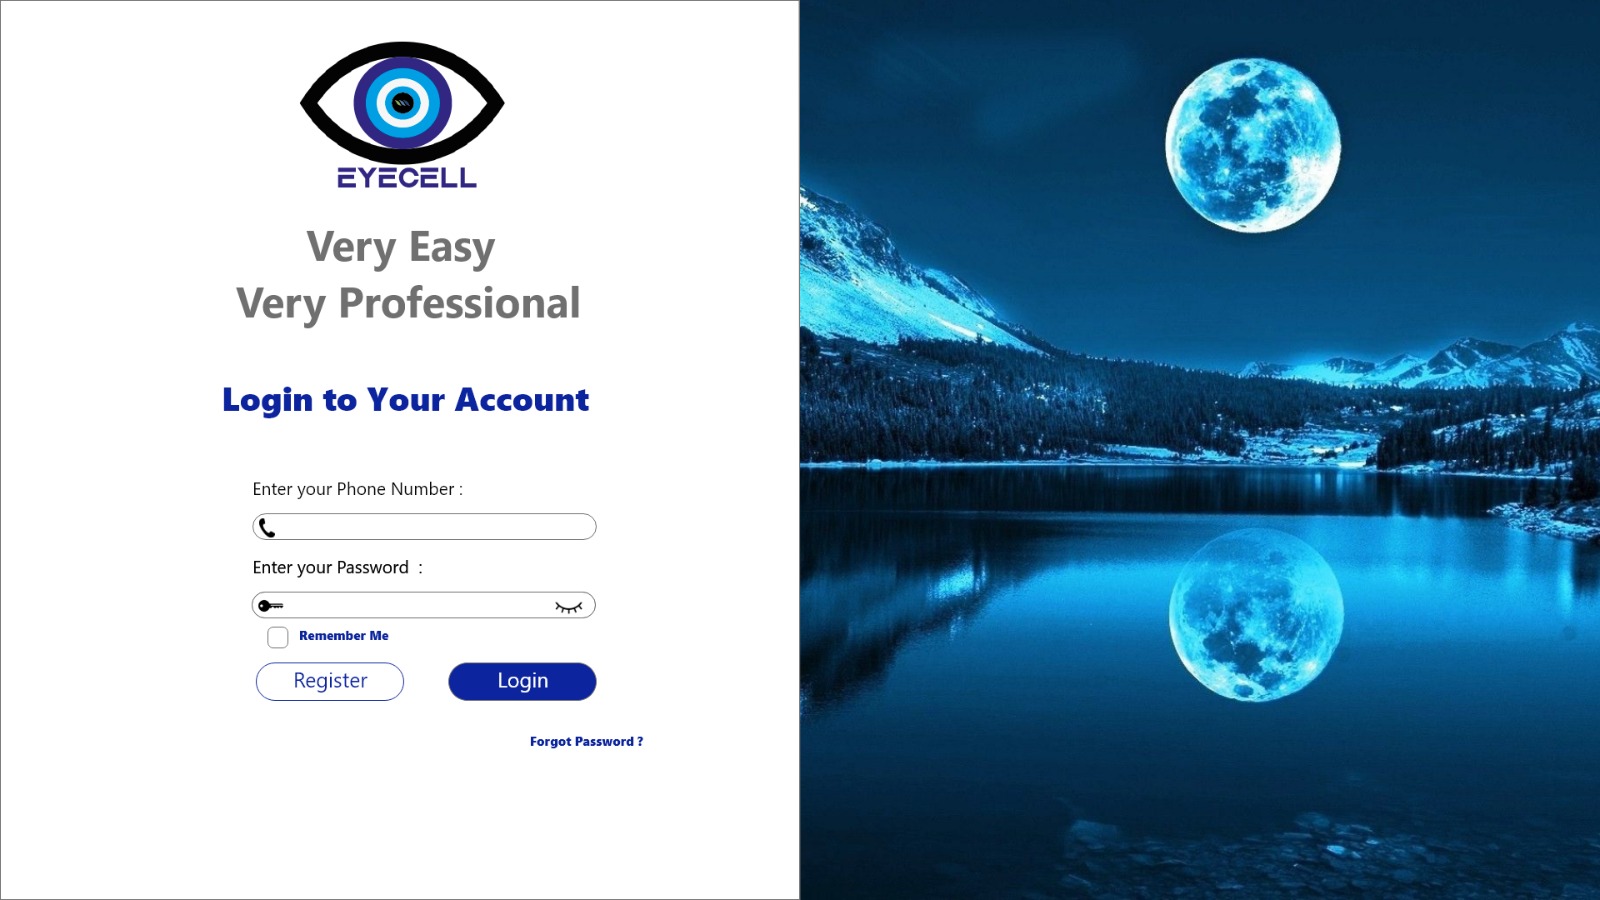 EYECELL
Very Easy
Very Professional
Login to Your Account
Enter your Phone Number :
Enter your Password  :
Remember Me
Register
Login
Forgot Password ?